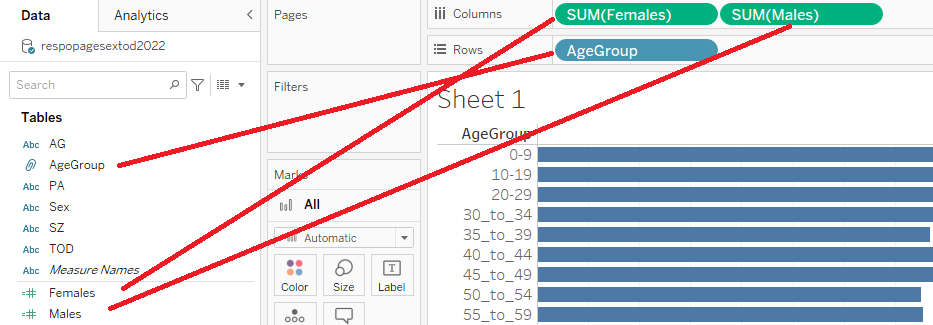 Data
Analytics
respopagesextod2022
Search
Tables
Abc AG
AgeGroup
Abc PA
Abc Sex
Abc SZ
Abc TOD
Abc Measure Names
Females
Males
Pages
Filters
Marks
All
Automatic
Color
Size
T
Label
Columns
SUM(Females)
SUM(Males)
Rows
AgeGroup
Sheet 1
AgeGroup
0-9
10-19
20-29
30_to_34
35_to_39
40_to_44
45_to_49
50_to_54
55_to_59